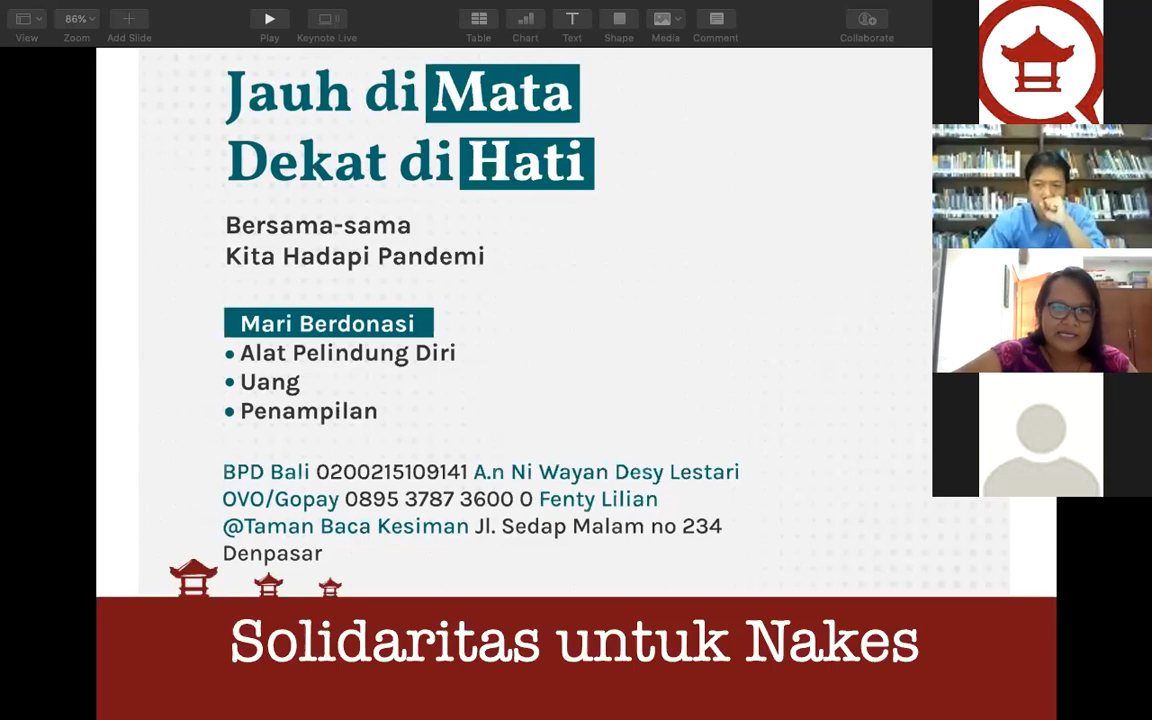 View
86%
Zoom
Add Slide
Play
Keynote Live
Table
Chart
Text
Shape
Media
Comment
Collaborate
Jauh di Mata
Dekat di Hati
Bersama-sama
Kita Hadapi Pandemi
Mari Berdonasi
• Alat Pelindung Diri
• Uang
• Penampilan
BPD Bali 0200215109141 A.n Ni Wayan Desy Lestari
OVO/Gopay 0895 3787 3600 0 Fenty Lilian
@Taman Baca Kesiman Jl. Sedap Malam no 234
Denpasar
Solidaritas untuk Nakes